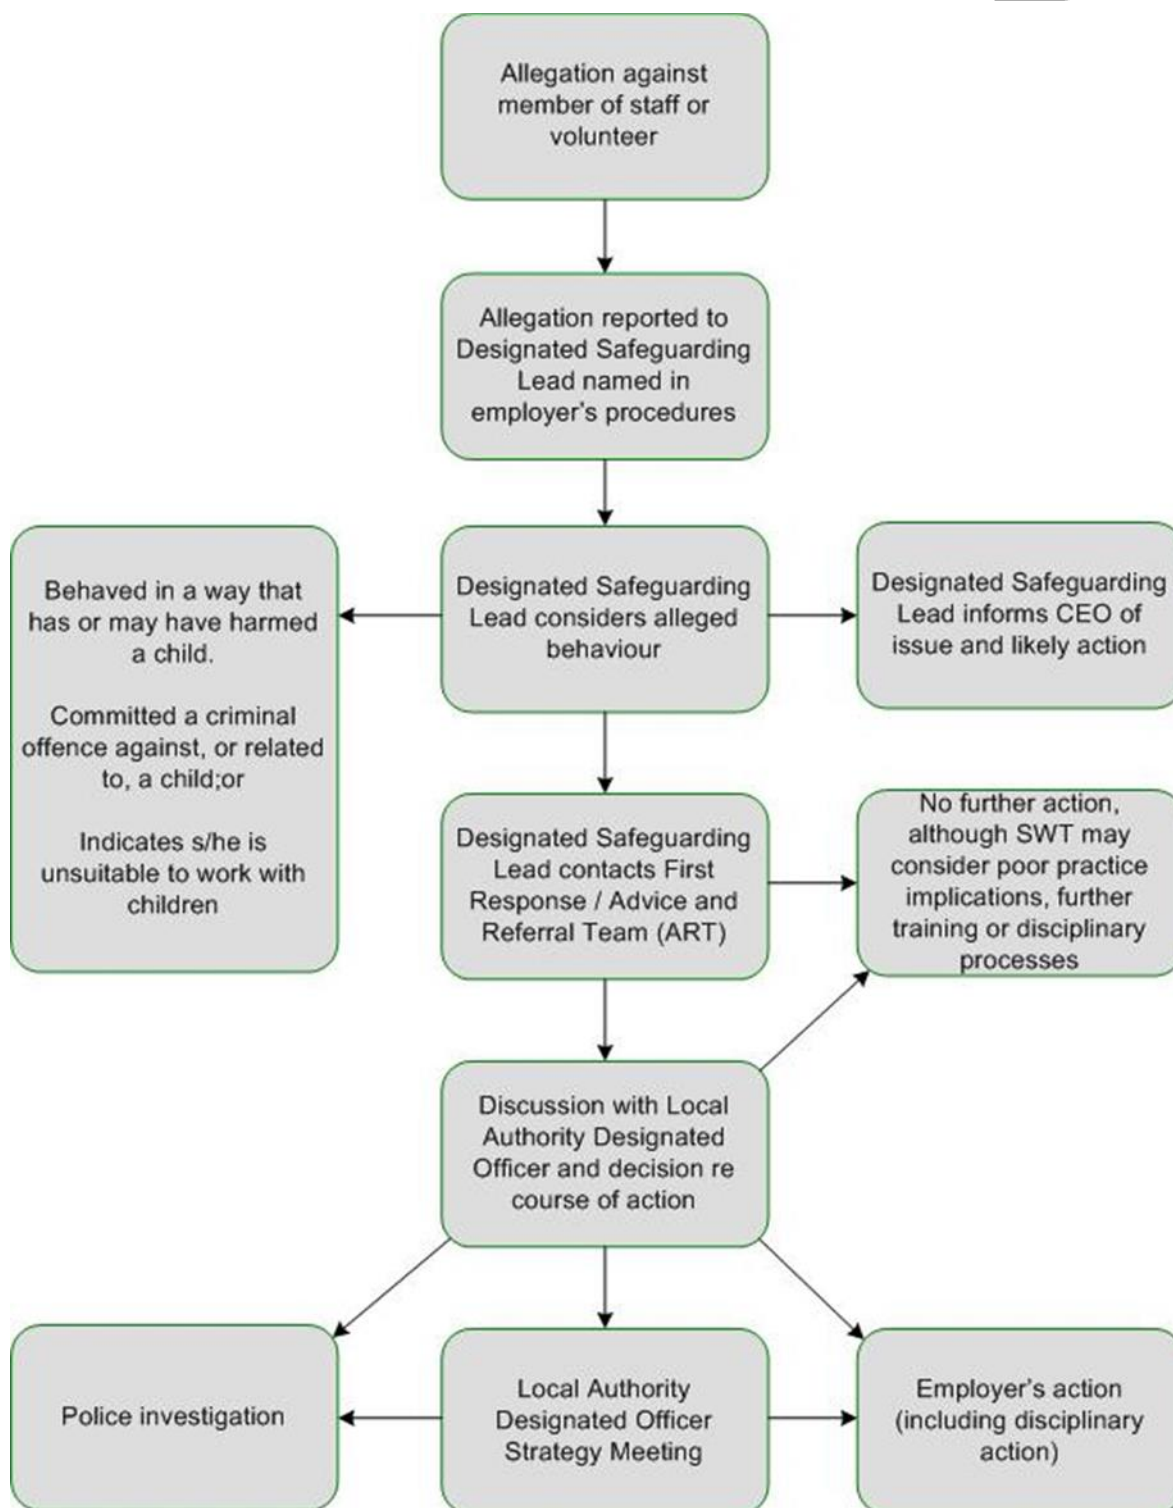 Allegation against
member of staff or
volunteer
Allegation reported to
Designated Safeguarding
Lead named in
employer's procedures
Behaved in a way that
has or may have harmed
a child.
Committed a criminal
offence against, or related
to, a child;or
Indicates s/he is
unsuitable to work with
children
Designated Safeguarding
Lead considers alleged
behaviour
Designated Safeguarding
Lead informs CEO of
issue and likely action
Designated Safeguarding
Lead contacts First
Response / Advice and
Referral Team (ART)
No further action,
although SWT may
consider poor practice
implications, further
training or disciplinary
processes
Discussion with Local
Authority Designated
Officer and decision re
course of action
Police investigation
Local Authority
Designated Officer
Strategy Meeting
Employer's action
(including disciplinary
action)